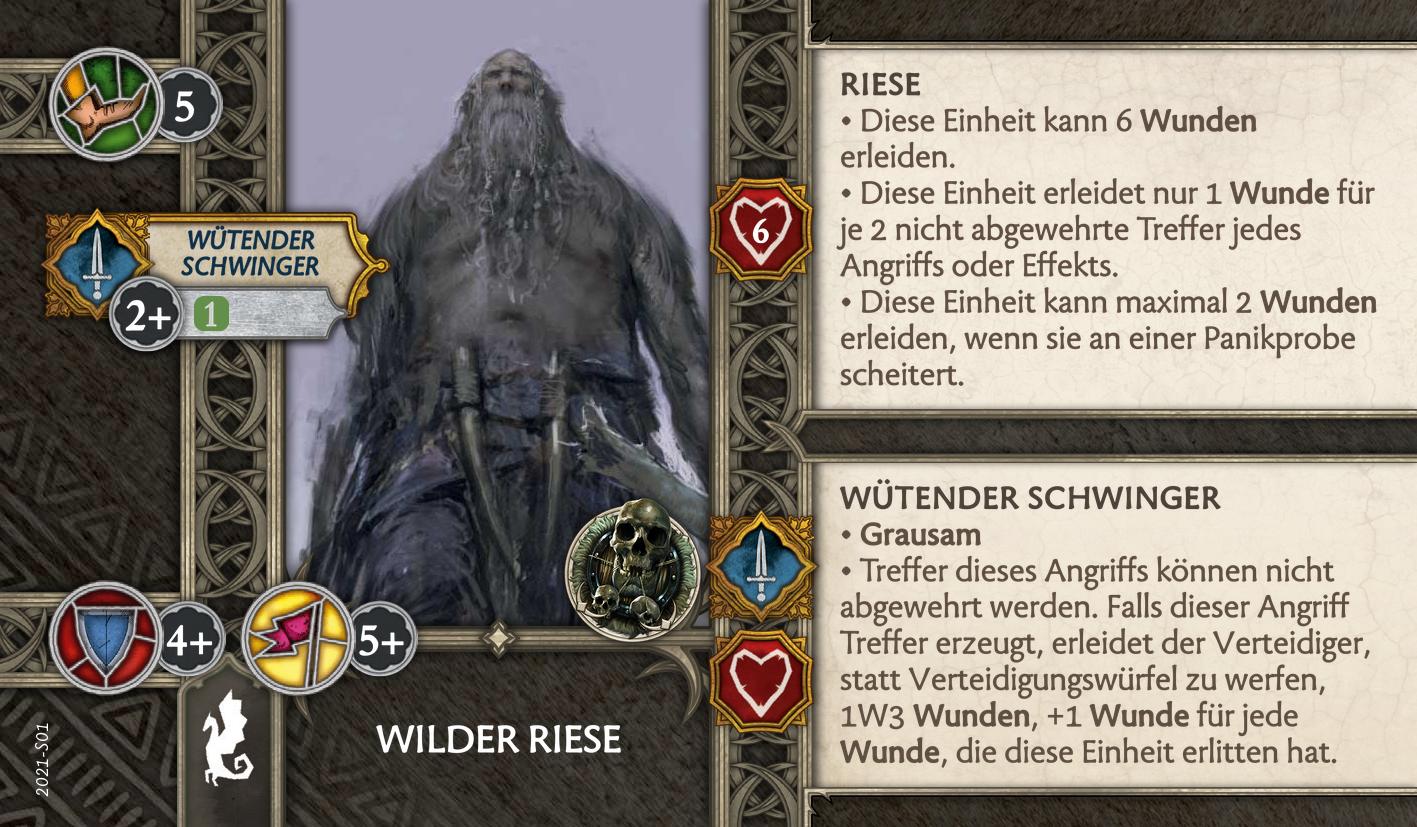 5
WÜTENDER
SCHWINGER
2+ 1
4+ 5+
WILDER RIESE
2021-S01
RIESE
• Diese Einheit kann 6 Wunden
erleiden.
• Diese Einheit erleidet nur 1 Wunde für
je 2 nicht abgewehrte Treffer jedes
Angriffs oder Effekts.
• Diese Einheit kann maximal 2 Wunden
erleiden, wenn sie an einer Panikprobe
scheitert.
6
WÜTENDER SCHWINGER
• Grausam
• Treffer dieses Angriffs können nicht
abgewehrt werden. Falls dieser Angriff
Treffer erzeugt, erleidet der Verteidiger,
statt Verteidigungswürfel zu werfen,
1W3 Wunden, +1 Wunde für jede
Wunde, die diese Einheit erlitten hat.